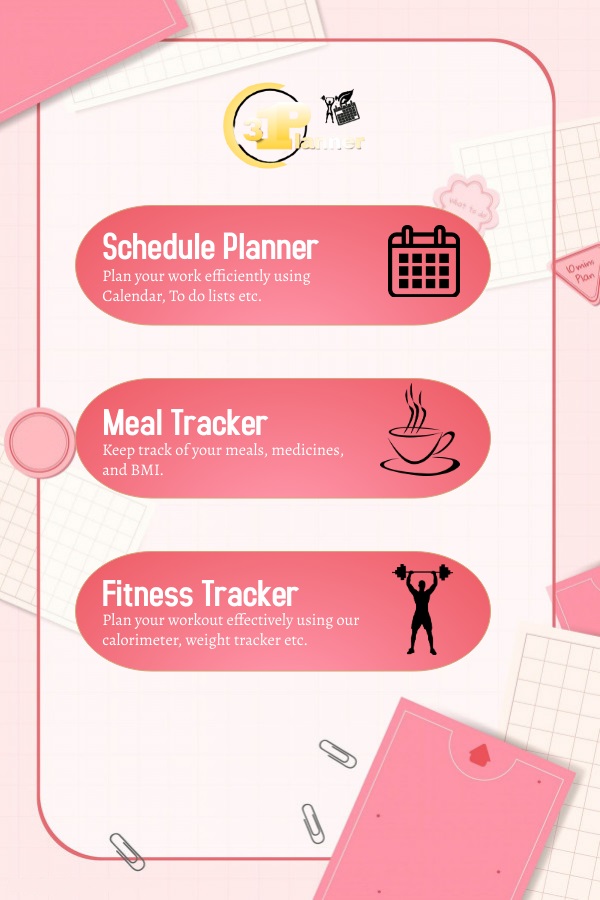 31Planner
what to do
Schedule Planner
Plan your work efficiently using
Calendar, To do lists etc.
10 mins
Plan
Meal Tracker
Keep track of your meals, medicines,
and BMI.
Fitness Tracker
Plan your workout effectively using our
calorimeter, weight tracker etc.